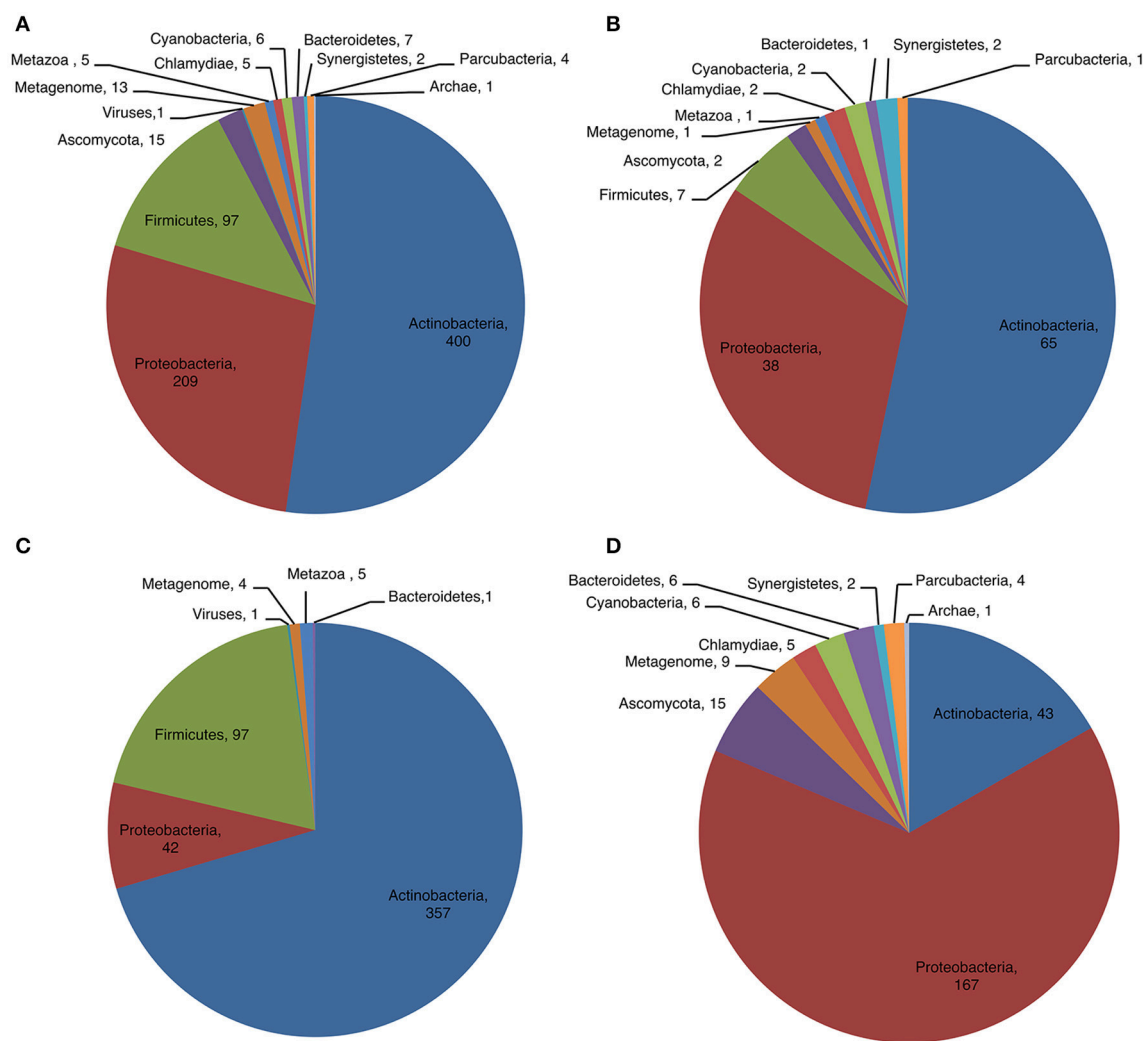 A
Cyanobacteria, 6
Bacteroidetes, 7
Metazoa , 5
Chlamydiae, 5
Synergistetes, 2
Parcubacteria, 4
Metagenome, 13
Archae, 1
Viruses,1
Ascomycota, 15
Firmicutes, 97
Actinobacteria,
400
Proteobacteria,
209
B
Bacteroidetes, 1
Synergistetes, 2
Cyanobacteria, 2
Parcubacteria, 1
Chlamydiae, 2
Metazoa , 1
Metagenome, 1
Ascomycota, 2
Firmicutes, 7
Actinobacteria,
65
Proteobacteria,
38
C
Metagenome, 4
Metazoa , 5
Viruses, 1
Bacteroidetes,1
Firmicutes, 97
Proteobacteria,
42
Actinobacteria,
357
D
Bacteroidetes, 6
Synergistetes, 2
Parcubacteria, 4
Cyanobacteria, 6
Archae, 1
Chlamydiae, 5
Metagenome, 9
Ascomycota, 15
Actinobacteria, 43
Proteobacteria,
167